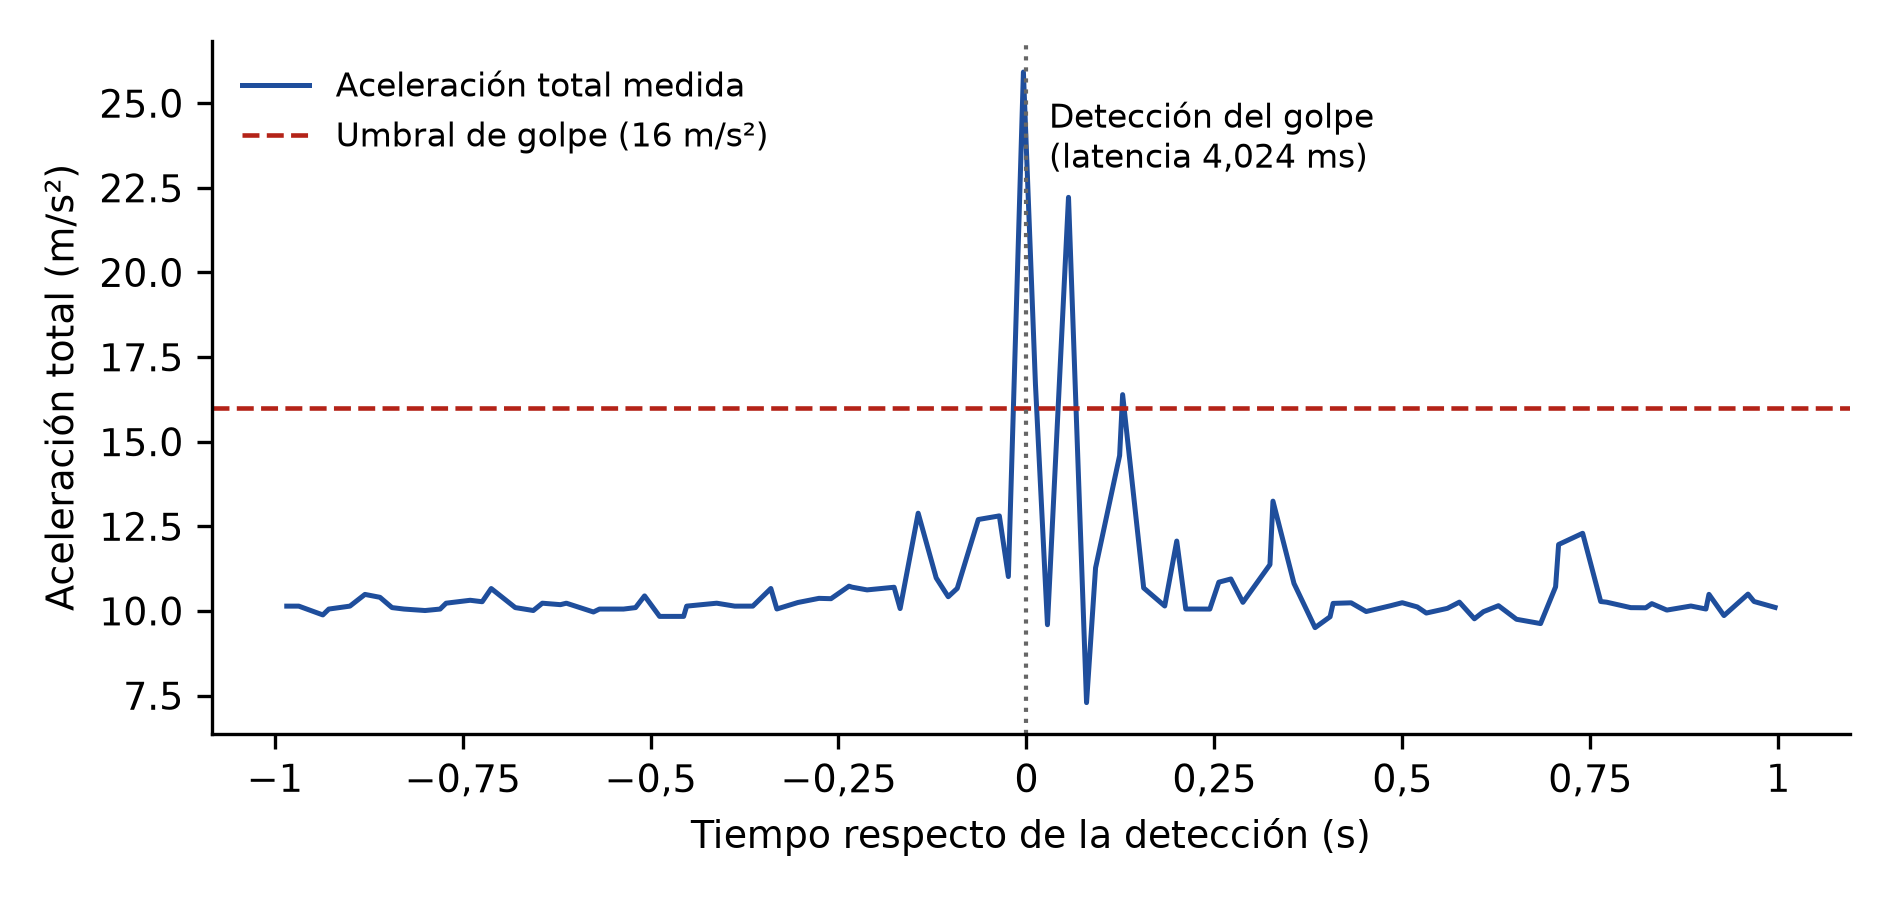 Aceleración total medida
Umbral de golpe (16 m/s²)
Detección del golpe
(latencia 4,024 ms)
Aceleración total (m/s²)
25.0
22.5
20.0
17.5
15.0
12.5
10.0
7.5
−1 −0,75 −0,5 −0,25 0 0,25 0,5 0,75 1
Tiempo respecto de la detección (s)